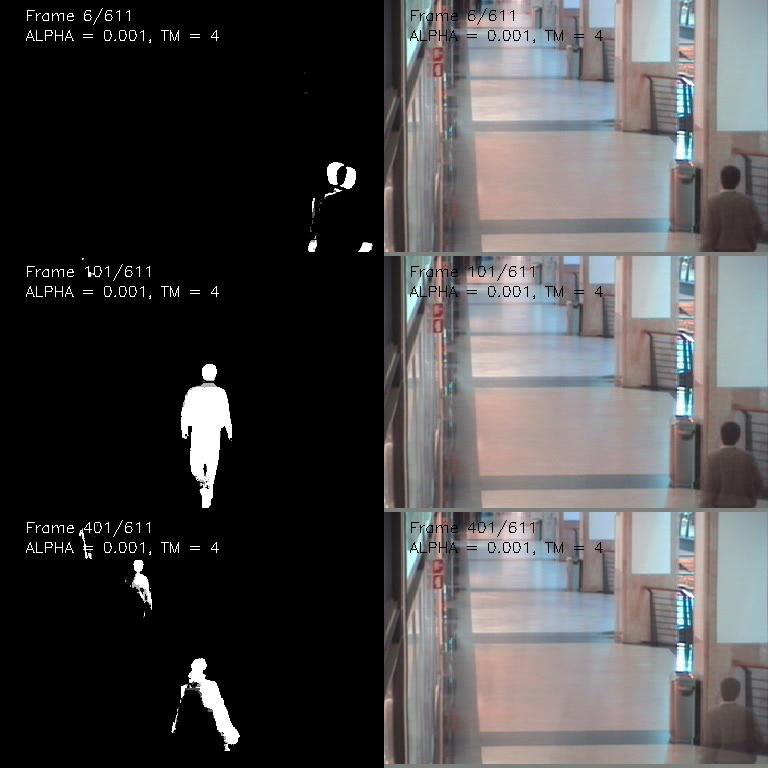 Frame 6/611
ALPHA = 0.001, TM = 4
Frame 6/611
ALPHA = 0.001, TM = 4
Frame 101/611
ALPHA = 0.001, TM = 4
Frame 101/611
ALPHA = 0.001, TM = 4
Frame 401/611
ALPHA = 0.001, TM = 4
Frame 401/611
ALPHA = 0.001, TM = 4